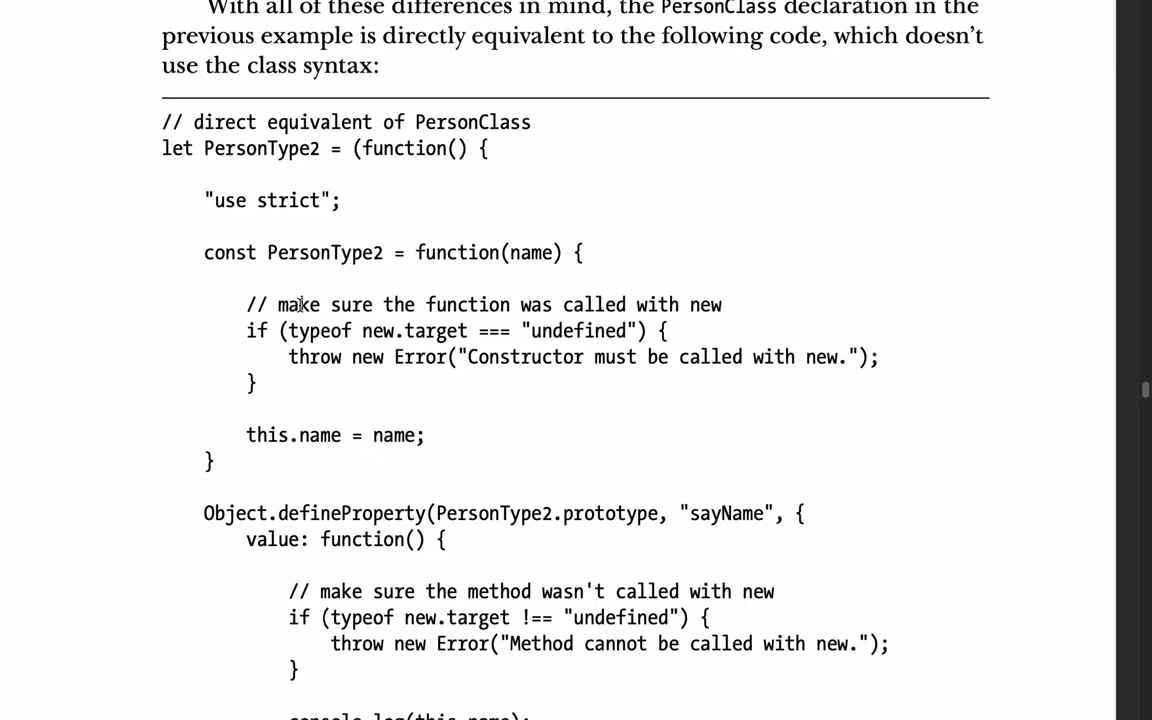 With all of these differences in mind, the PersonClass declaration in the
previous example is directly equivalent to the following code, which doesn’t
use the class syntax:
// direct equivalent of PersonClass
let PersonType2 = (function() {
"use strict";
const PersonType2 = function(name) {
// make sure the function was called with new
if (typeof new.target === "undefined") {
throw new Error("Constructor must be called with new.");
}
this.name = name;
}
Object.defineProperty(PersonType2.prototype, "sayName", {
value: function() {
// make sure the method wasn't called with new
if (typeof new.target !== "undefined") {
throw new Error("Method cannot be called with new.");
}
console.log(this.name);